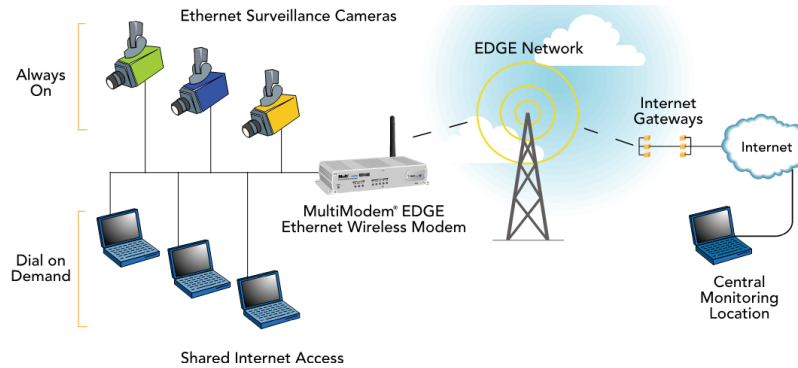 Ethernet Surveillance Cameras
Always
On
EDGE Network
Internet
Gateways
Internet
MultiModem® EDGE
Ethernet Wireless Modem
Dial on
Demand
Central
Monitoring
Location
Shared Internet Access